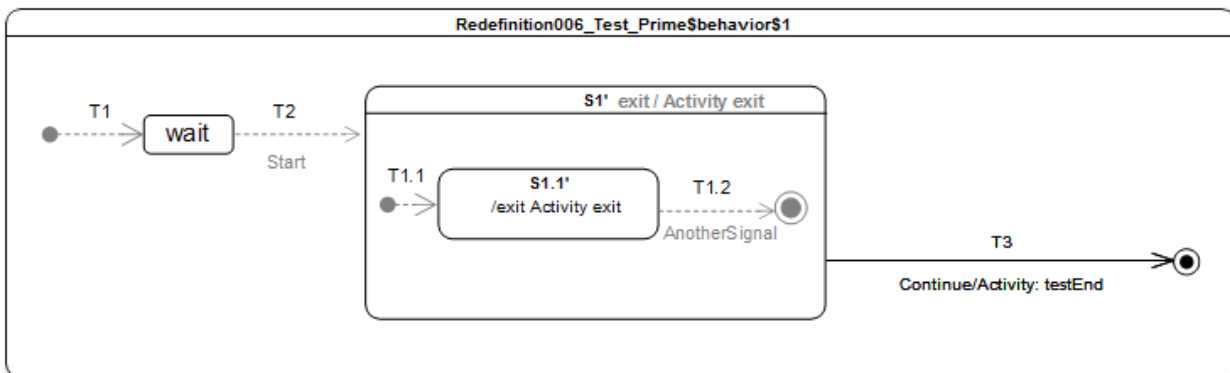 Redefinition006_Test_Prime$behavior$1
S1' exit / Activity exit
T1
T2
wait
Start
T1.1
S1.1'
T1.2
/exit Activity exit
AnotherSignal
T3
Continue/Activity: testEnd